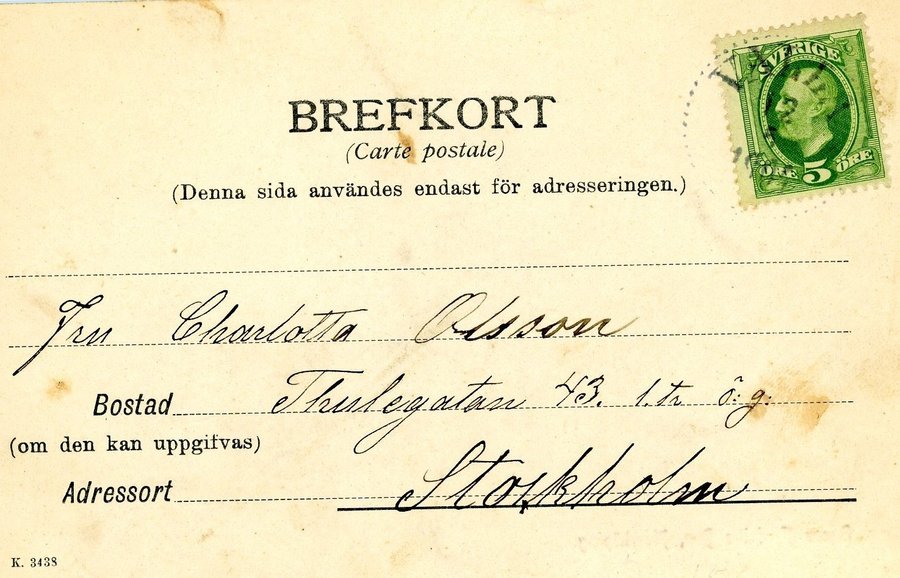 BREFKORT
(Carte postale)
(Denna sida användes endast för adresseringen.)
SVERIGE
ÖRE 5 ÖRE
Fru Charlotta Olsson
Bostad Thulegatan 43. 1. tr ö: g:
(om den kan uppgifvas)
Adressort Stockholm
K. 3438